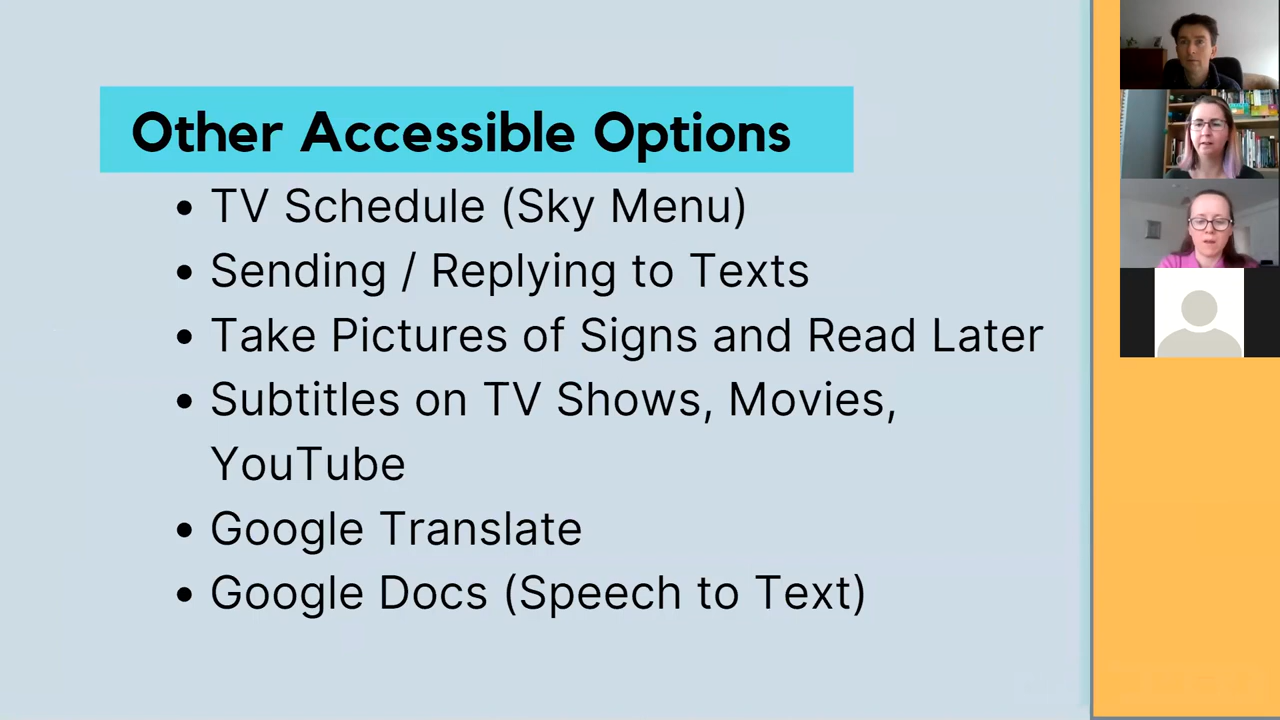 Other Accessible Options
• TV Schedule (Sky Menu)
• Sending / Replying to Texts
• Take Pictures of Signs and Read Later
• Subtitles on TV Shows, Movies,
YouTube
• Google Translate
• Google Docs (Speech to Text)